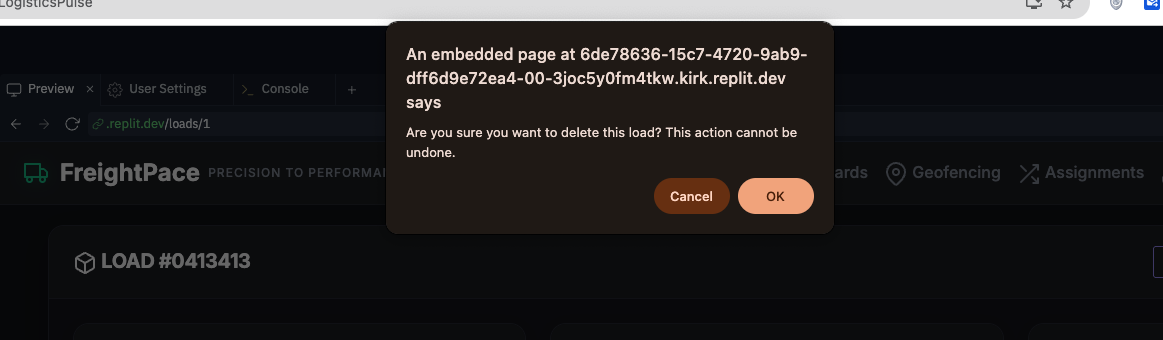 LogisticsPulse
An embedded page at 6de78636-15c7-4720-9ab9-
dff6d9e72ea4-00-3joc5y0fm4tkw.kirk.replit.dev
says
Are you sure you want to delete this load? This action cannot be
undone.
Cancel OK
Preview × User Settings >_ Console +
.replit.dev/loads/1
FreightPace PRECISION TO PERFORMA
ards Geofencing Assignments
LOAD #0413413